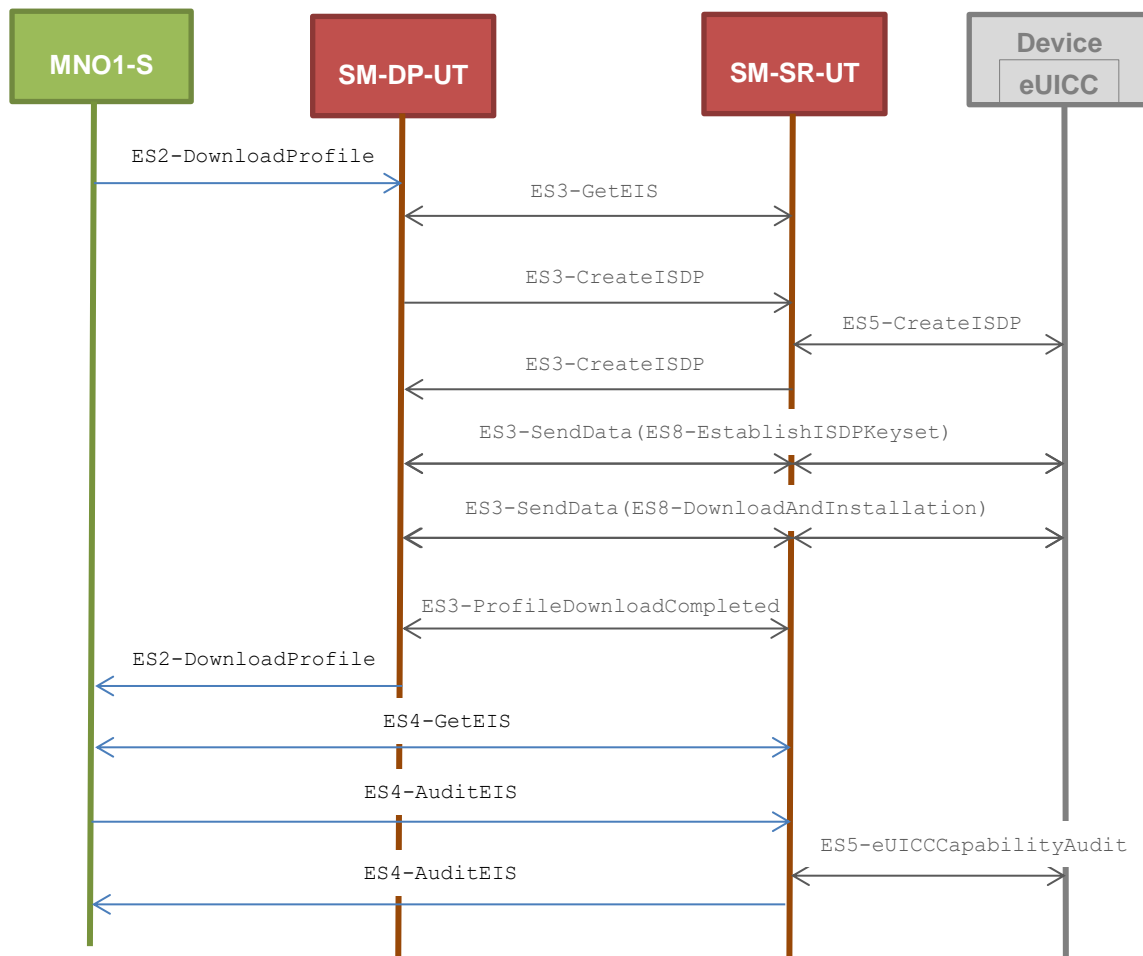 MNO1-S
SM-DP-UT
SM-SR-UT
Device
eUICC
ES2-DownloadProfile
ES3-GetEIS
ES3-CreateISDP
ES5-CreateISDP
ES3-CreateISDP
ES3-SendData(ES8-EstablishISDPKeyset)
ES3-SendData(ES8-DownloadAndInstallation)
ES3-ProfileDownloadCompleted
ES2-DownloadProfile
ES4-GetEIS
ES4-AuditEIS
ES5-eUICCCapabilityAudit
ES4-AuditEIS